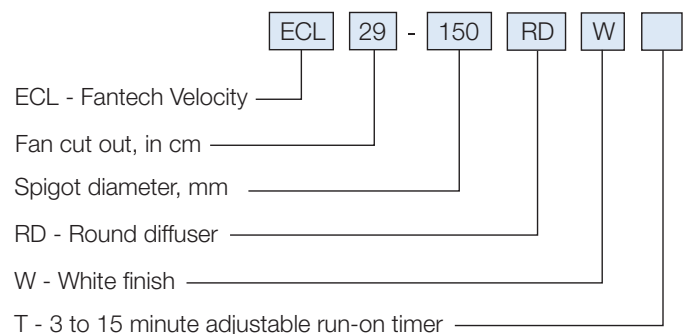 ECL 29 - 150 RD W
ECL - Fantech Velocity
Fan cut out, in cm
Spigot diameter, mm
RD - Round diffuser
W - White finish
T - 3 to 15 minute adjustable run-on timer